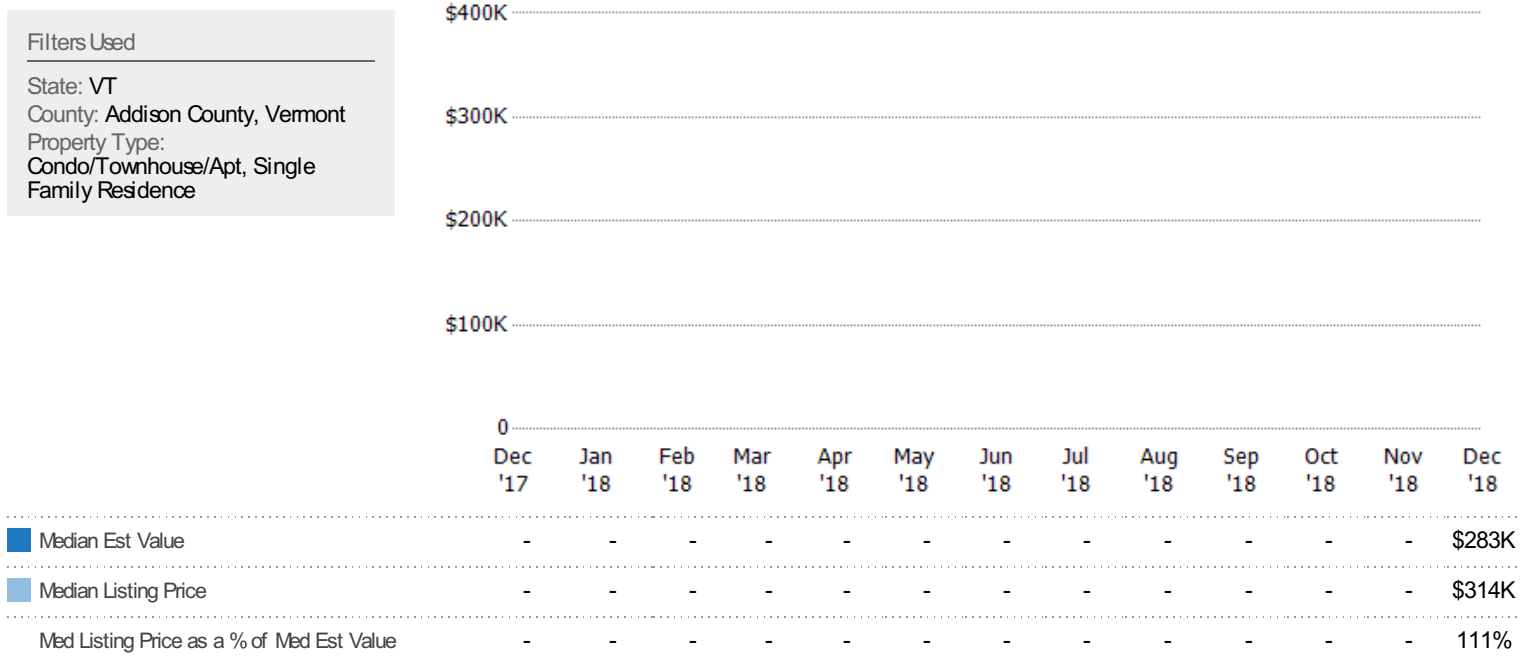 Filters Used
State: VT
County: Addison County, Vermont
Property Type:
Condo/Townhouse/Apt, Single
Family Residence
$400K
$300K
$200K
$100K
0
Dec Jan Feb Mar Apr May Jun Jul Aug Sep Oct Nov Dec
'17 '18 '18 '18 '18 '18 '18 '18 '18 '18 '18 '18 '18
Median Est Value - - - - - - - - - - - - $283K
Median Listing Price - - - - - - - - - - - - $314K
Med Listing Price as a % of Med Est Value - - - - - - - - - - - - 111%